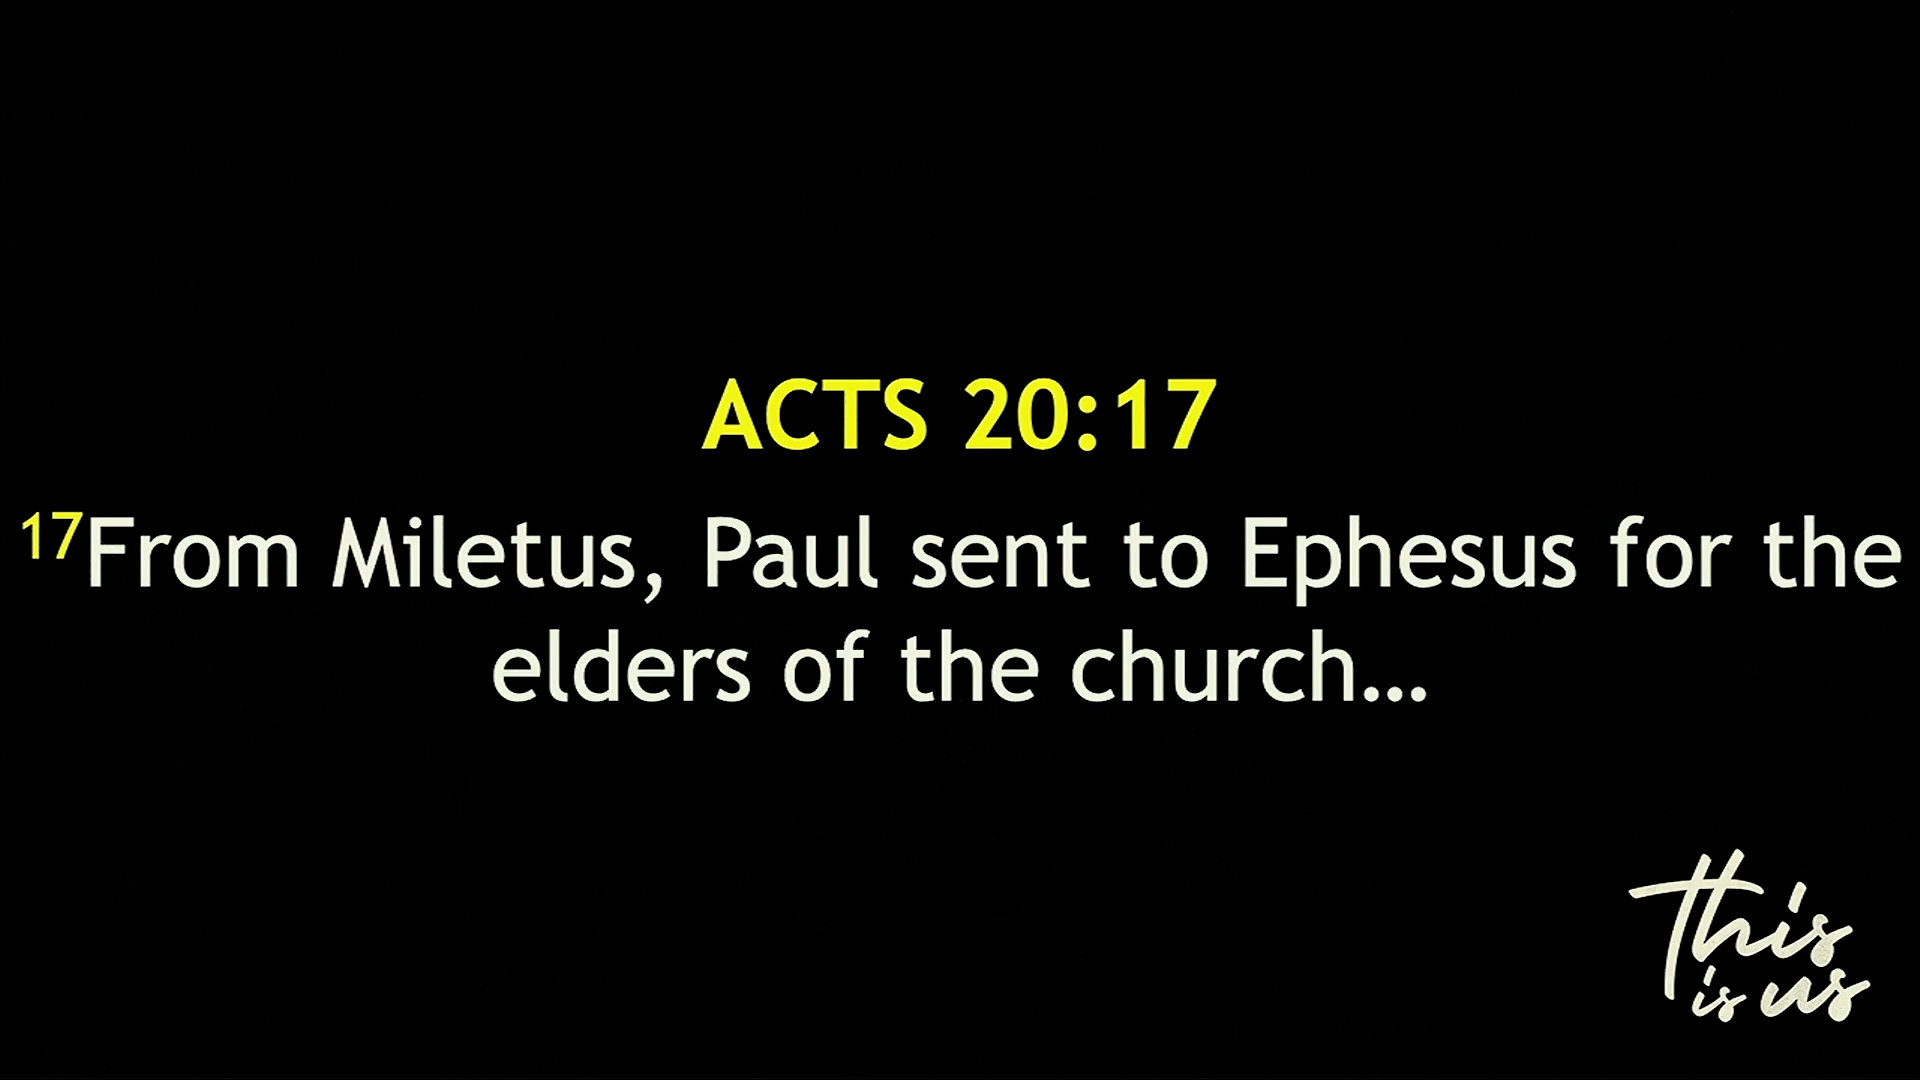 ACTS 20:17
17From Miletus, Paul sent to Ephesus for the
elders of the church...
this
is us